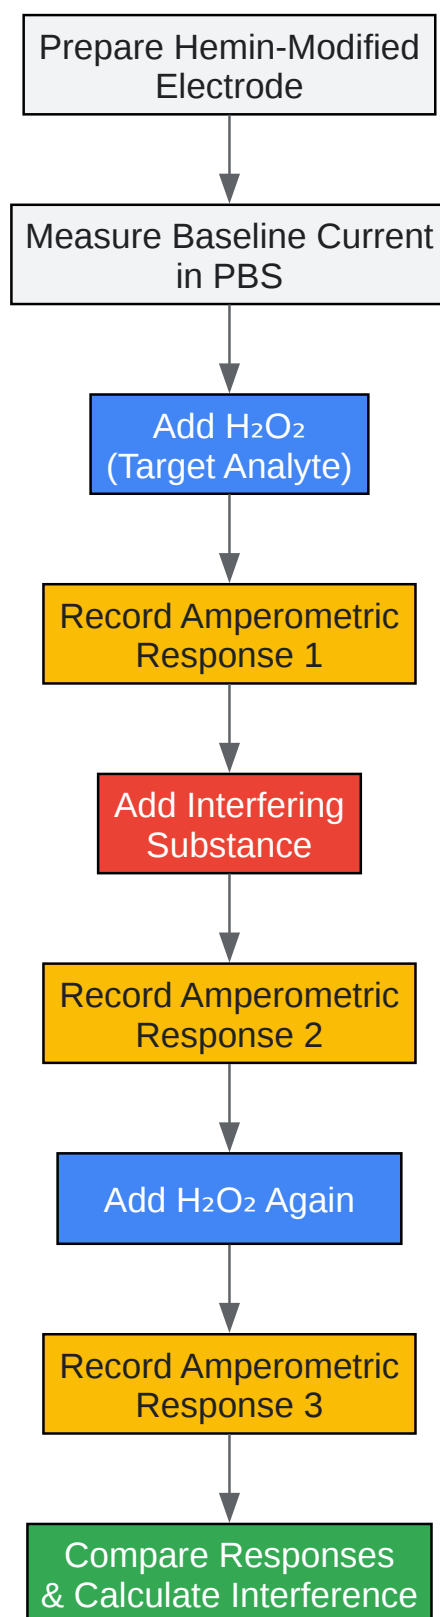 Prepare Hemin-Modified
Electrode
Measure Baseline Current
in PBS
Add H₂O₂
(Target Analyte)
Record Amperometric
Response 1
Add Interfering
Substance
Record Amperometric
Response 2
Add H₂O₂ Again
Record Amperometric
Response 3
Compare Responses
& Calculate Interference